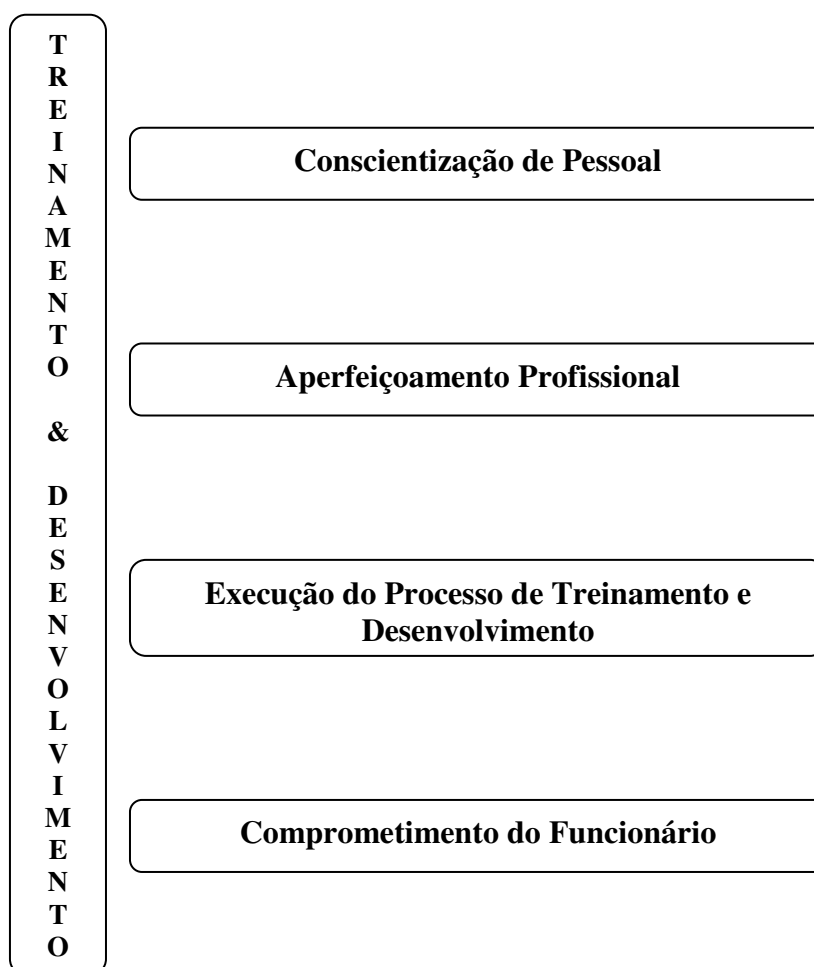 TREINAMENTO & DESENVOLVIMENTO
Conscientização de Pessoal
Aperfeiçoamento Profissional
Execução do Processo de Treinamento e
Desenvolvimento
Comprometimento do Funcionário